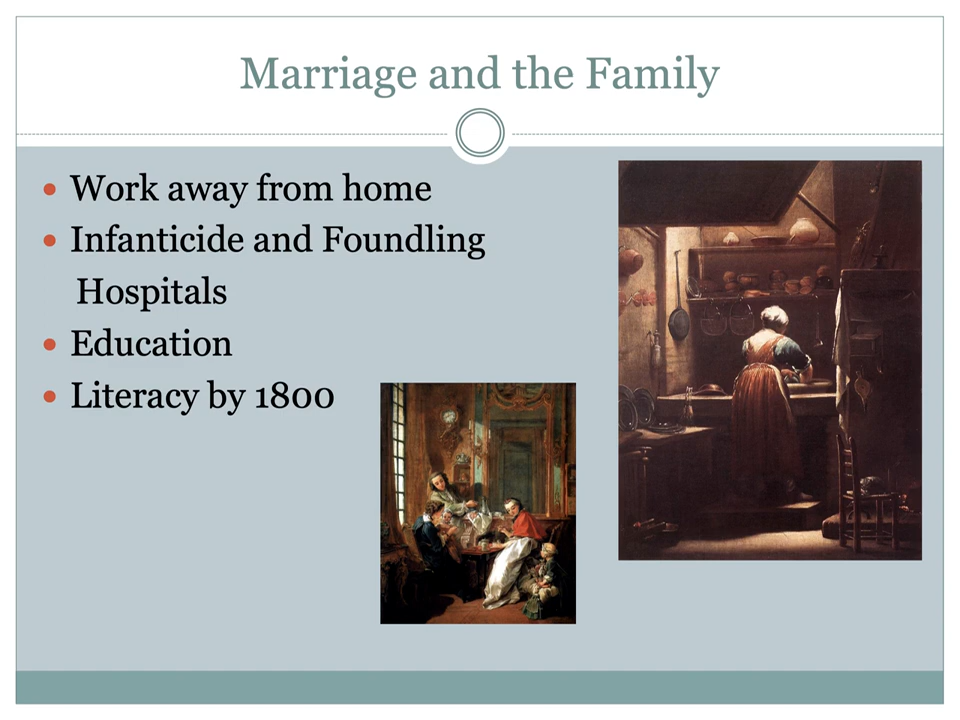 Marriage and the Family
• Work away from home
• Infanticide and Foundling
Hospitals
• Education
• Literacy by 1800